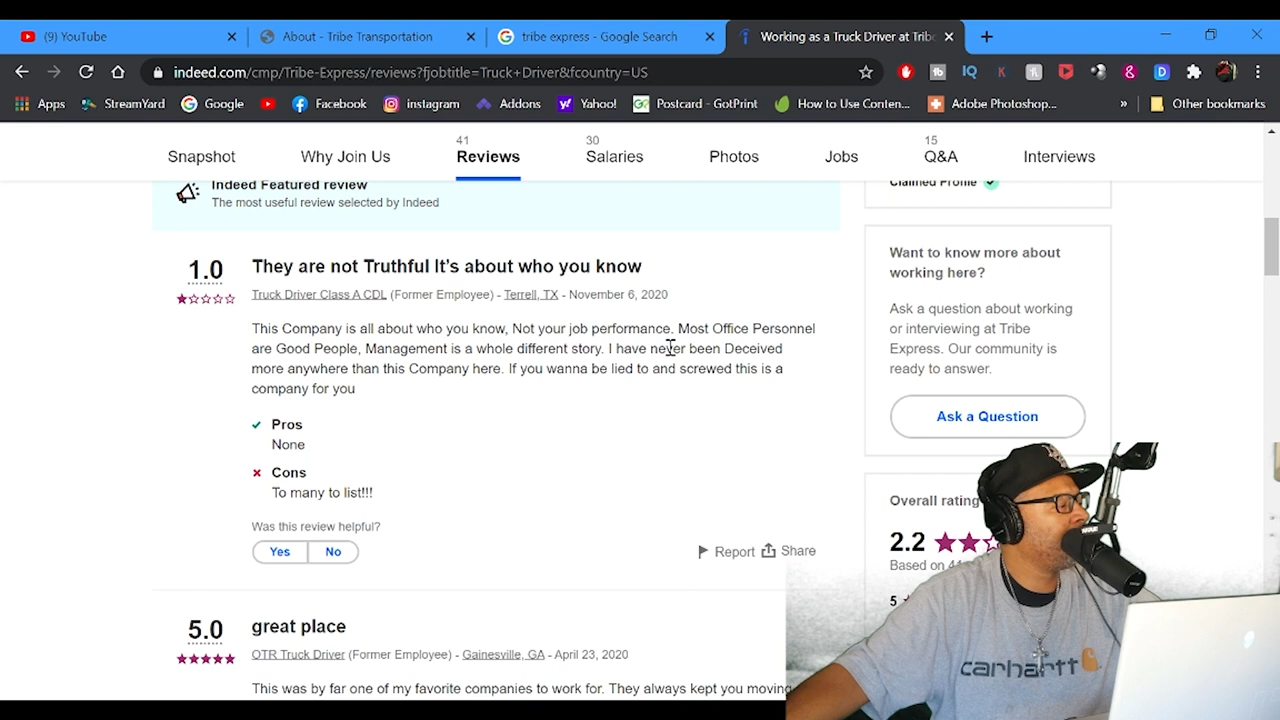 (9) YouTube
About - Tribe Transportation
tribe express - Google Search
Working as a Truck Driver at Tribe
indeed.com/cmp/Tribe-Express/reviews?fjobtitle=Truck+Driver&fcountry=US
Apps
StreamYard
Google
Facebook
instagram
Addons
Yahoo!
Postcard - GotPrint
How to Use Conten...
Adobe Photoshop...
»
Other bookmarks
Snapshot
Why Join Us
41
Reviews
30
Salaries
Photos
Jobs
15
Q&A
Interviews
Indeed Featured review
The most useful review selected by Indeed
Claimed Profile
1.0
They are not Truthful It's about who you know
Truck Driver Class A CDL (Former Employee) - Terrell, TX - November 6, 2020
This Company is all about who you know, Not your job performance. Most Office Personnel
are Good People, Management is a whole different story. I have never been Deceived
more anywhere than this Company here. If you wanna be lied to and screwed this is a
company for you
Pros
None
Cons
To many to list!!!
Was this review helpful?
Yes
No
Report
Share
5.0
great place
OTR Truck Driver (Former Employee) - Gainesville, GA - April 23, 2020
This was by far one of my favorite companies to work for. They always kept you moving
Want to know more about
working here?
Ask a question about working
or interviewing at Tribe
Express. Our community is
ready to answer.
Ask a Question
Overall rating
2.2
Based on 41
5
carhartt